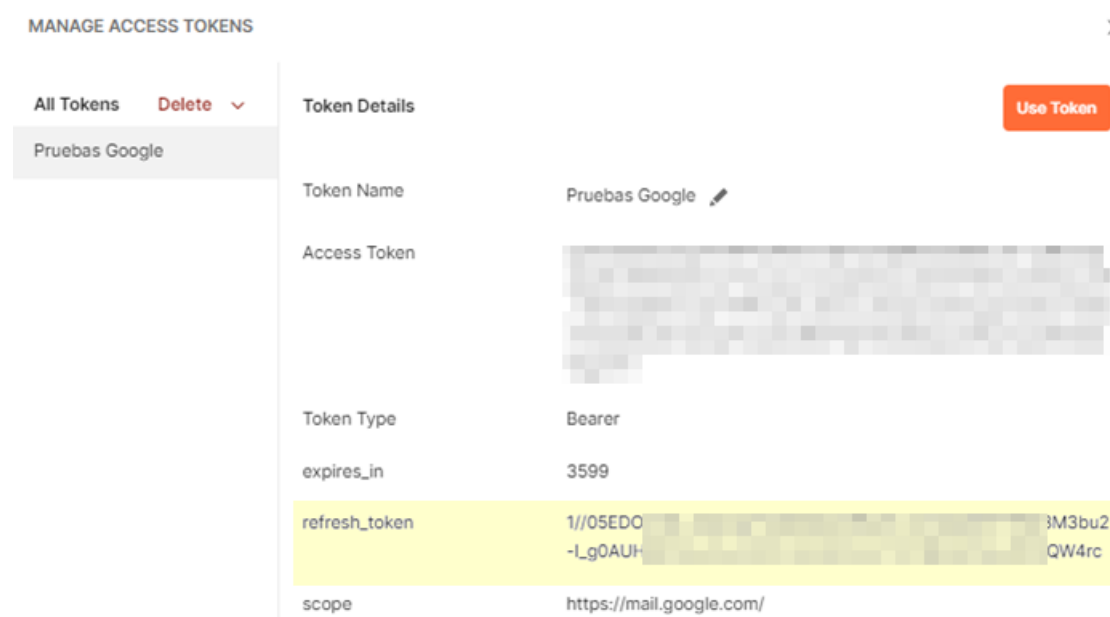 MANAGE ACCESS TOKENS
All Tokens Delete
Token Details
Use Token
Pruebas Google
Token Name Pruebas Google
Access Token
Token Type Bearer
expires_in 3599
refresh_token 1//05EDO M3bu2
-I_g0AUH QW4rc
scope https://mail.google.com/